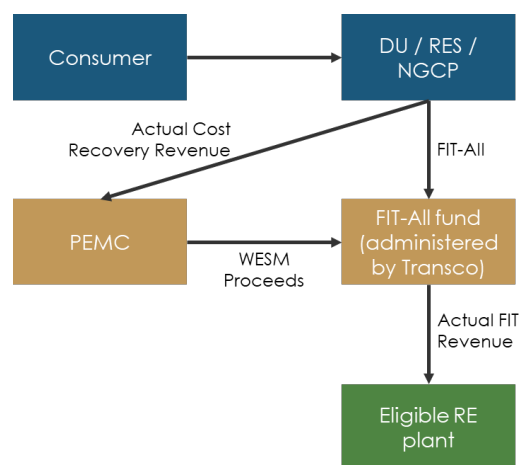 Consumer
DU / RES /
NGCP
Actual Cost
Recovery Revenue
FIT-All
PEMC
WESM
Proceeds
FIT-All fund
(administered
by Transco)
Actual FIT
Revenue
Eligible RE
plant